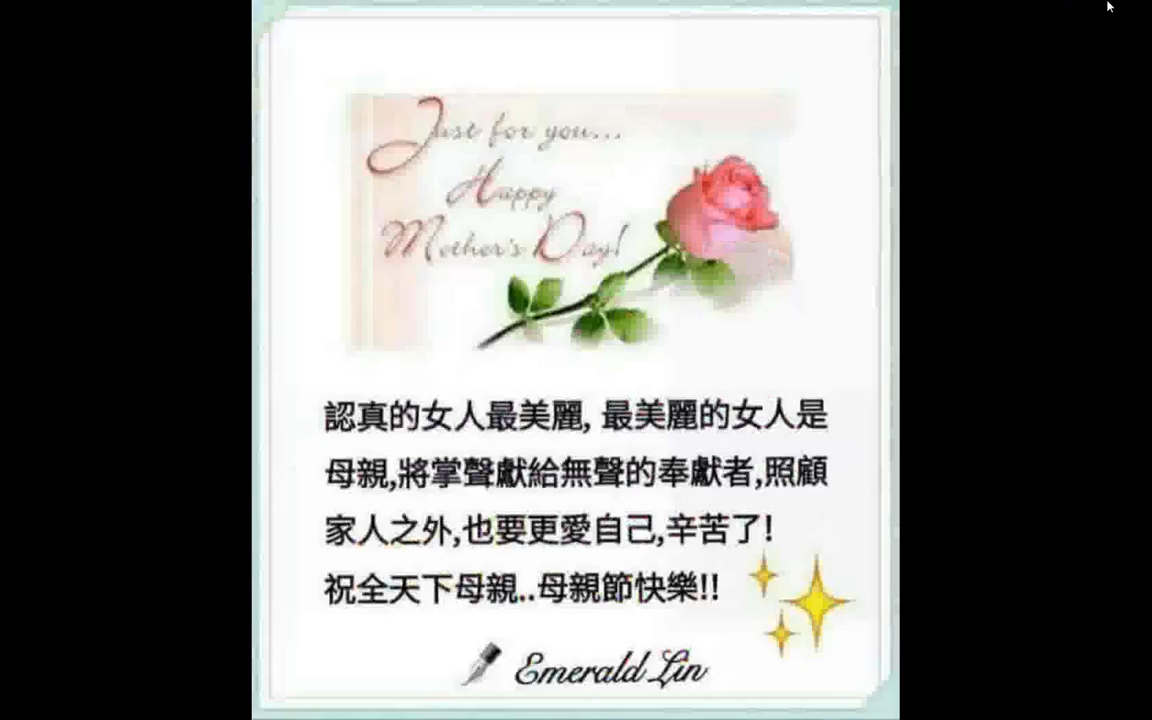 Just for you...
Happy
Mother's Day!
認真的女人最美麗, 最美麗的女人是
母親,將掌聲獻給無聲的奉獻者,照顧
家人之外,也要更愛自己,辛苦了!
祝全天下母親..母親節快樂!!
Emerald Lin